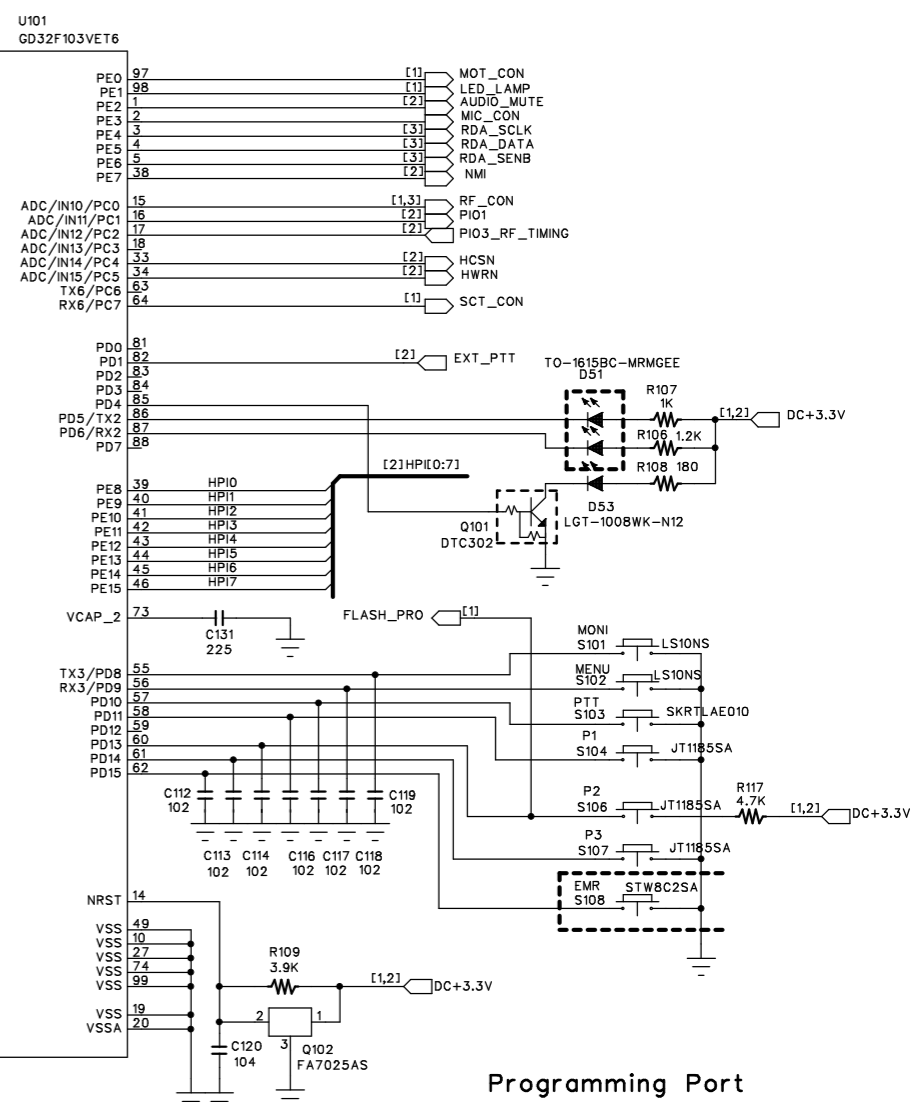 U101
GD32F103VET6
PE0 97 [1] MOT_CON
PE1 98 [1] LED_LAMP
PE2 1 [2] AUDIO_MUTE
PE3 2 MIC_CON
PE4 3 [3] RDA_SCLK
PE5 4 [3] RDA_DATA
PE6 5 [3] RDA_SENB
PE7 38 [2] NMI
ADC/IN10/PC0 15 [1,3] RF_CON
ADC/IN11/PC1 16 [2] PIO1
ADC/IN12/PC2 17 [2] PIO3_RF_TIMING
ADC/IN13/PC3 18
ADC/IN14/PC4 33 [2] HCSN
ADC/IN15/PC5 34 [2] HWRN
TX6/PC6 63
RX6/PC7 64 [1] SCT_CON
PD0 81
PD1 82 [2] EXT_PTT
PD2 83
PD3 84
PD4 85
PD5/TX2 86
PD6/RX2 87
PD7 88
TO-1615BC-MRMGEE
D51
R107
1K
[1,2] DC+3.3V
R106 1.2K
R108 180
D53
LGT-1008WK-N12
Q101
DTC302
[2]HPI[0:7]
PE8 39 HPI0
PE9 40 HPI1
PE10 41 HPI2
PE11 42 HPI3
PE12 43 HPI4
PE13 44 HPI5
PE14 45 HPI6
PE15 46 HPI7
VCAP_2 73
C131
225
FLASH_PRO [1]
TX3/PD8 55
RX3/PD9 56
PD10 57
PD11 58
PD12 59
PD13 60
PD14 61
PD15 62
MONI
S101 LS10NS
MENU
S102 LS10NS
PTT
S103 SKRTLAE010
P1
S104 JT1185SA
P2
S106 JT1185SA
R117
4.7K
[1,2] DC+3.3V
P3
S107 JT1185SA
EMR STW8C2SA
S108
C112
102
C119
102
C113 C114 C116 C117 C118
102 102 102 102 102
NRST 14
VSS 49
VSS 10
VSS 27
VSS 74
VSS 99
VSS 19
VSSA 20
R109
3.9K
[1,2] DC+3.3V
2 1
3
C120
104
Q102
FA7025AS
Programming Port